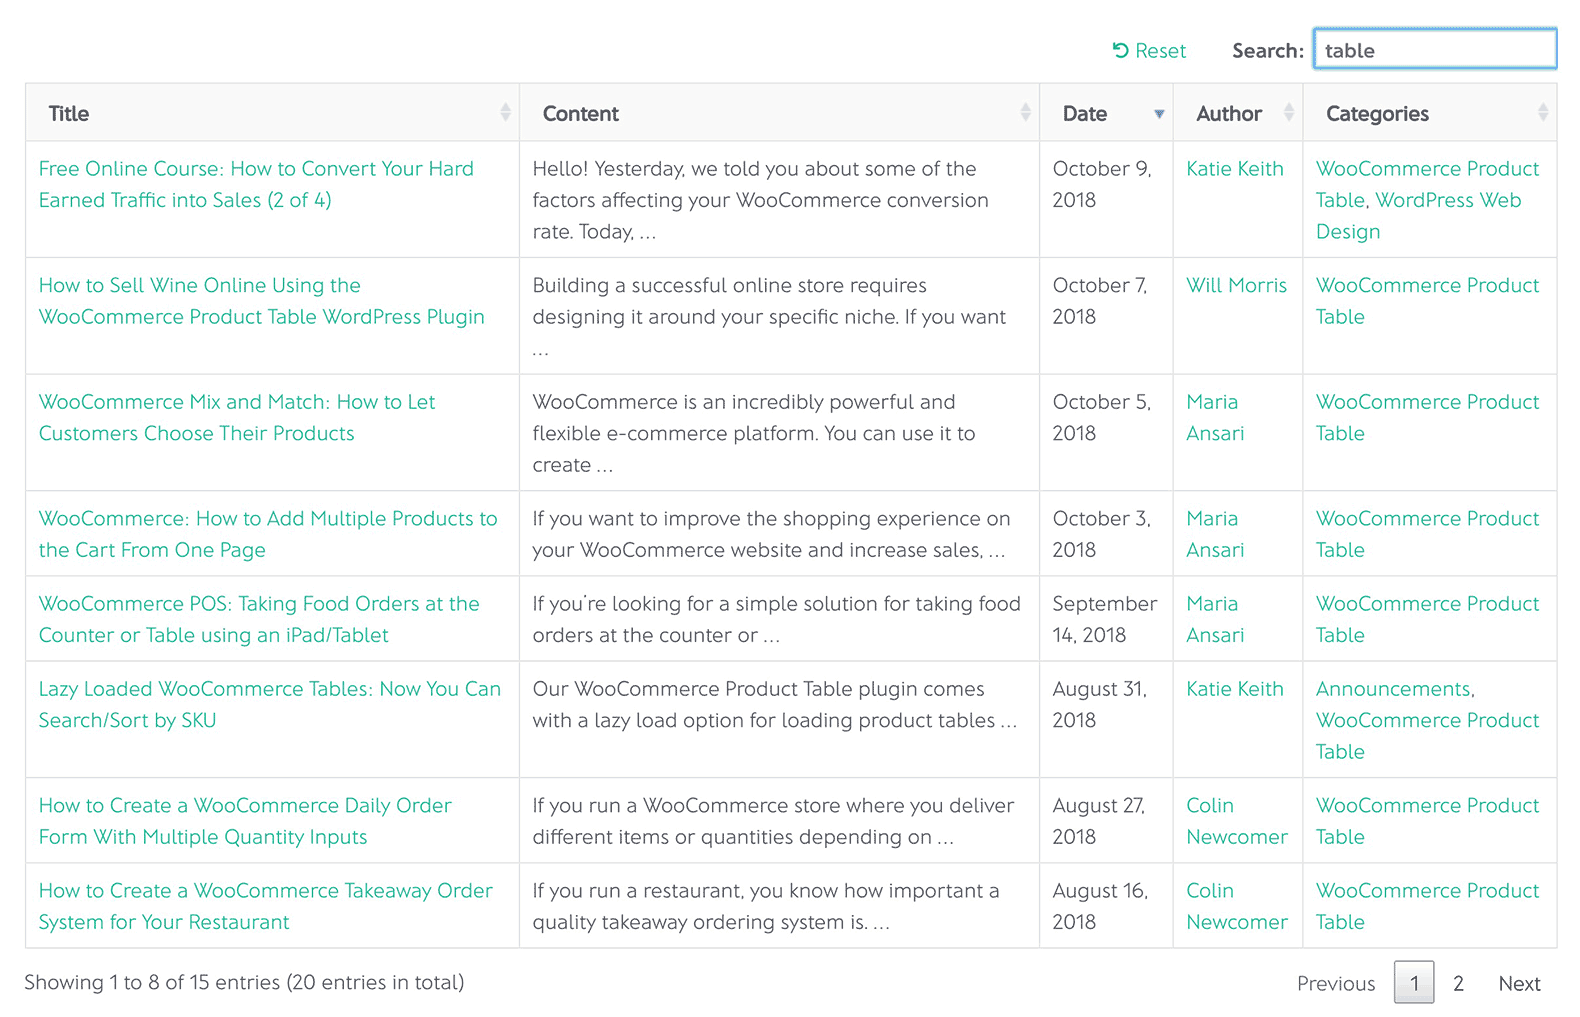 Reset Search: table
Title Content Date Author Categories
Free Online Course: How to Convert Your Hard
Earned Traffic into Sales (2 of 4)
Hello! Yesterday, we told you about some of the
factors affecting your WooCommerce conversion
rate. Today, ...
October 9,
2018
Katie Keith
WooCommerce Product
Table, WordPress Web
Design
How to Sell Wine Online Using the
WooCommerce Product Table WordPress Plugin
Building a successful online store requires
designing it around your specific niche. If you want
...
October 7,
2018
Will Morris
WooCommerce Product
Table
WooCommerce Mix and Match: How to Let
Customers Choose Their Products
WooCommerce is an incredibly powerful and
flexible e-commerce platform. You can use it to
create ...
October 5,
2018
Maria
Ansari
WooCommerce Product
Table
WooCommerce: How to Add Multiple Products to
the Cart From One Page
If you want to improve the shopping experience on
your WooCommerce website and increase sales, ...
October 3,
2018
Maria
Ansari
WooCommerce Product
Table
WooCommerce POS: Taking Food Orders at the
Counter or Table using an iPad/Tablet
If you're looking for a simple solution for taking food
orders at the counter or ...
September
14, 2018
Maria
Ansari
WooCommerce Product
Table
Lazy Loaded WooCommerce Tables: Now You Can
Search/Sort by SKU
Our WooCommerce Product Table plugin comes
with a lazy load option for loading product tables ...
August 31,
2018
Katie Keith
Announcements,
WooCommerce Product
Table
How to Create a WooCommerce Daily Order
Form With Multiple Quantity Inputs
If you run a WooCommerce store where you deliver
different items or quantities depending on ...
August 27,
2018
Colin
Newcomer
WooCommerce Product
Table
How to Create a WooCommerce Takeaway Order
System for Your Restaurant
If you run a restaurant, you know how important a
quality takeaway ordering system is. ...
August 16,
2018
Colin
Newcomer
WooCommerce Product
Table
Showing 1 to 8 of 15 entries (20 entries in total)
Previous 1 2 Next